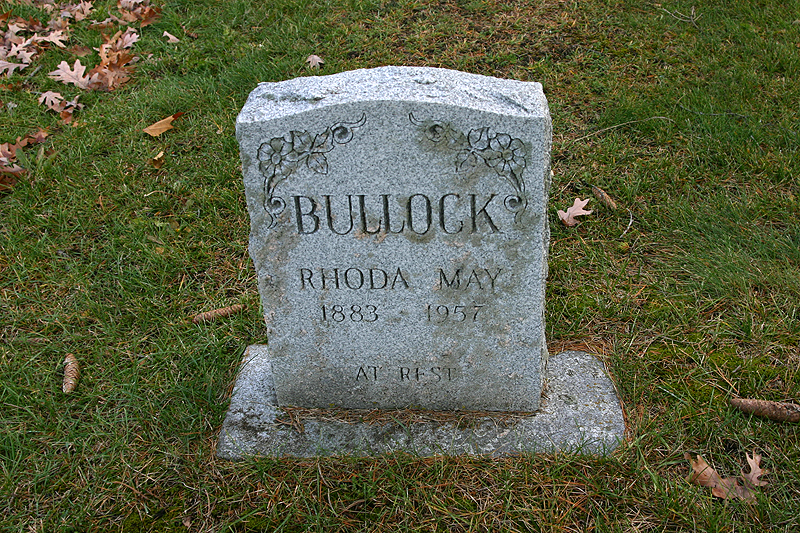 BULLOCK
RHODA MAY
1883 - 1957
AT REST